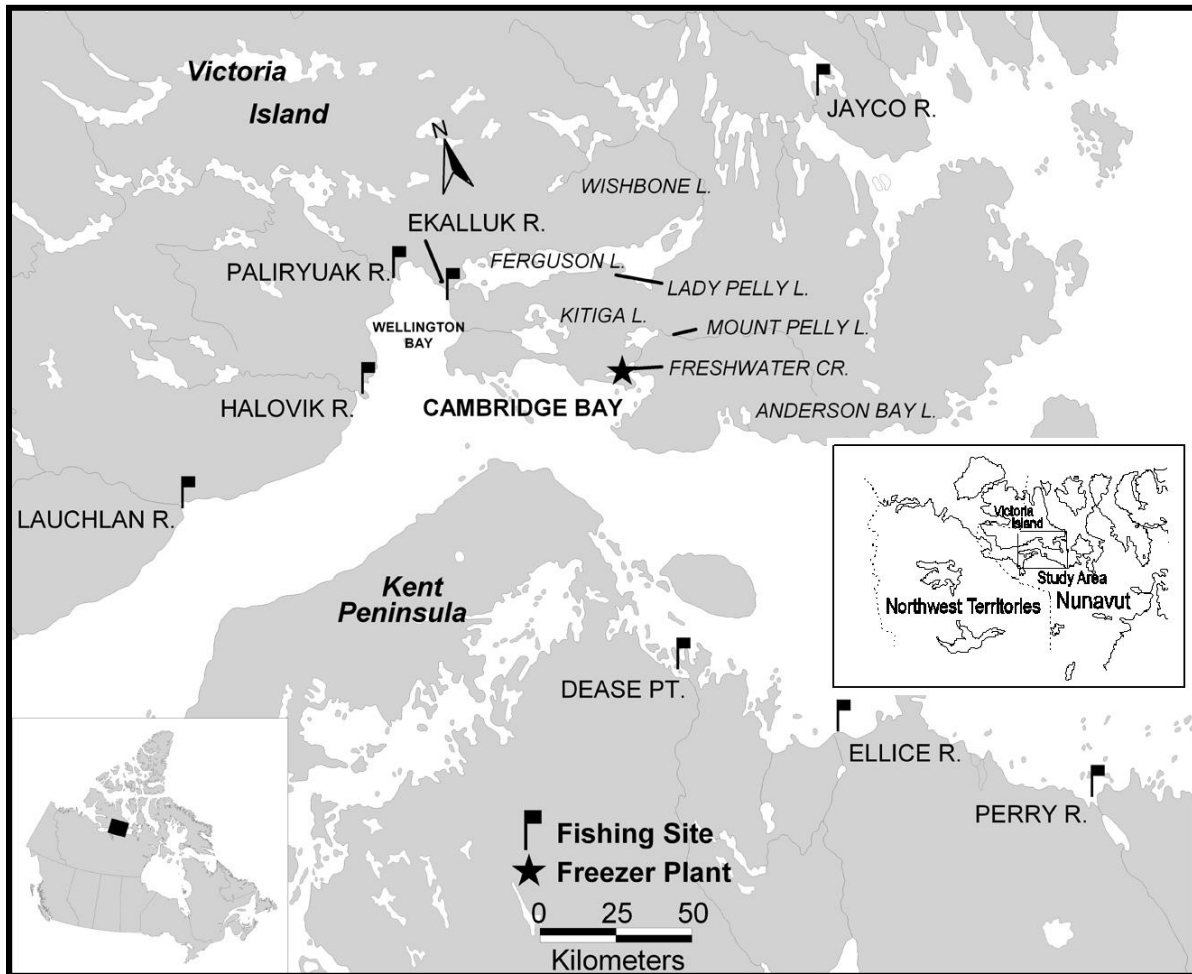 Victoria
Island
JAYCO R.
N
WISHBONE L.
EKALLUK R.
PALIRYUAK R.
FERGUSON L.
LADY PELLY L.
KITIGA L.
MOUNT PELLY L.
WELLINGTON
BAY
FRESHWATER CR.
HALOVIK R.
CAMBRIDGE BAY
ANDERSON BAY L.
LAUCHLAN R.
Victoria
Island
Study Area
Northwest Territories
Nunavut
Kent
Peninsula
DEASE PT.
ELLICE R.
PERRY R.
Fishing Site
Freezer Plant
0 25 50
Kilometers